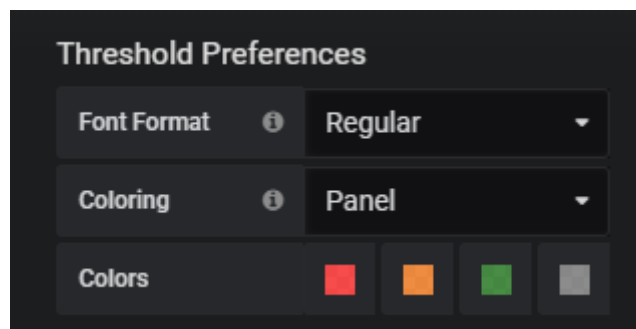 Threshold Preferences
Font Format Regular
Coloring Panel
Colors